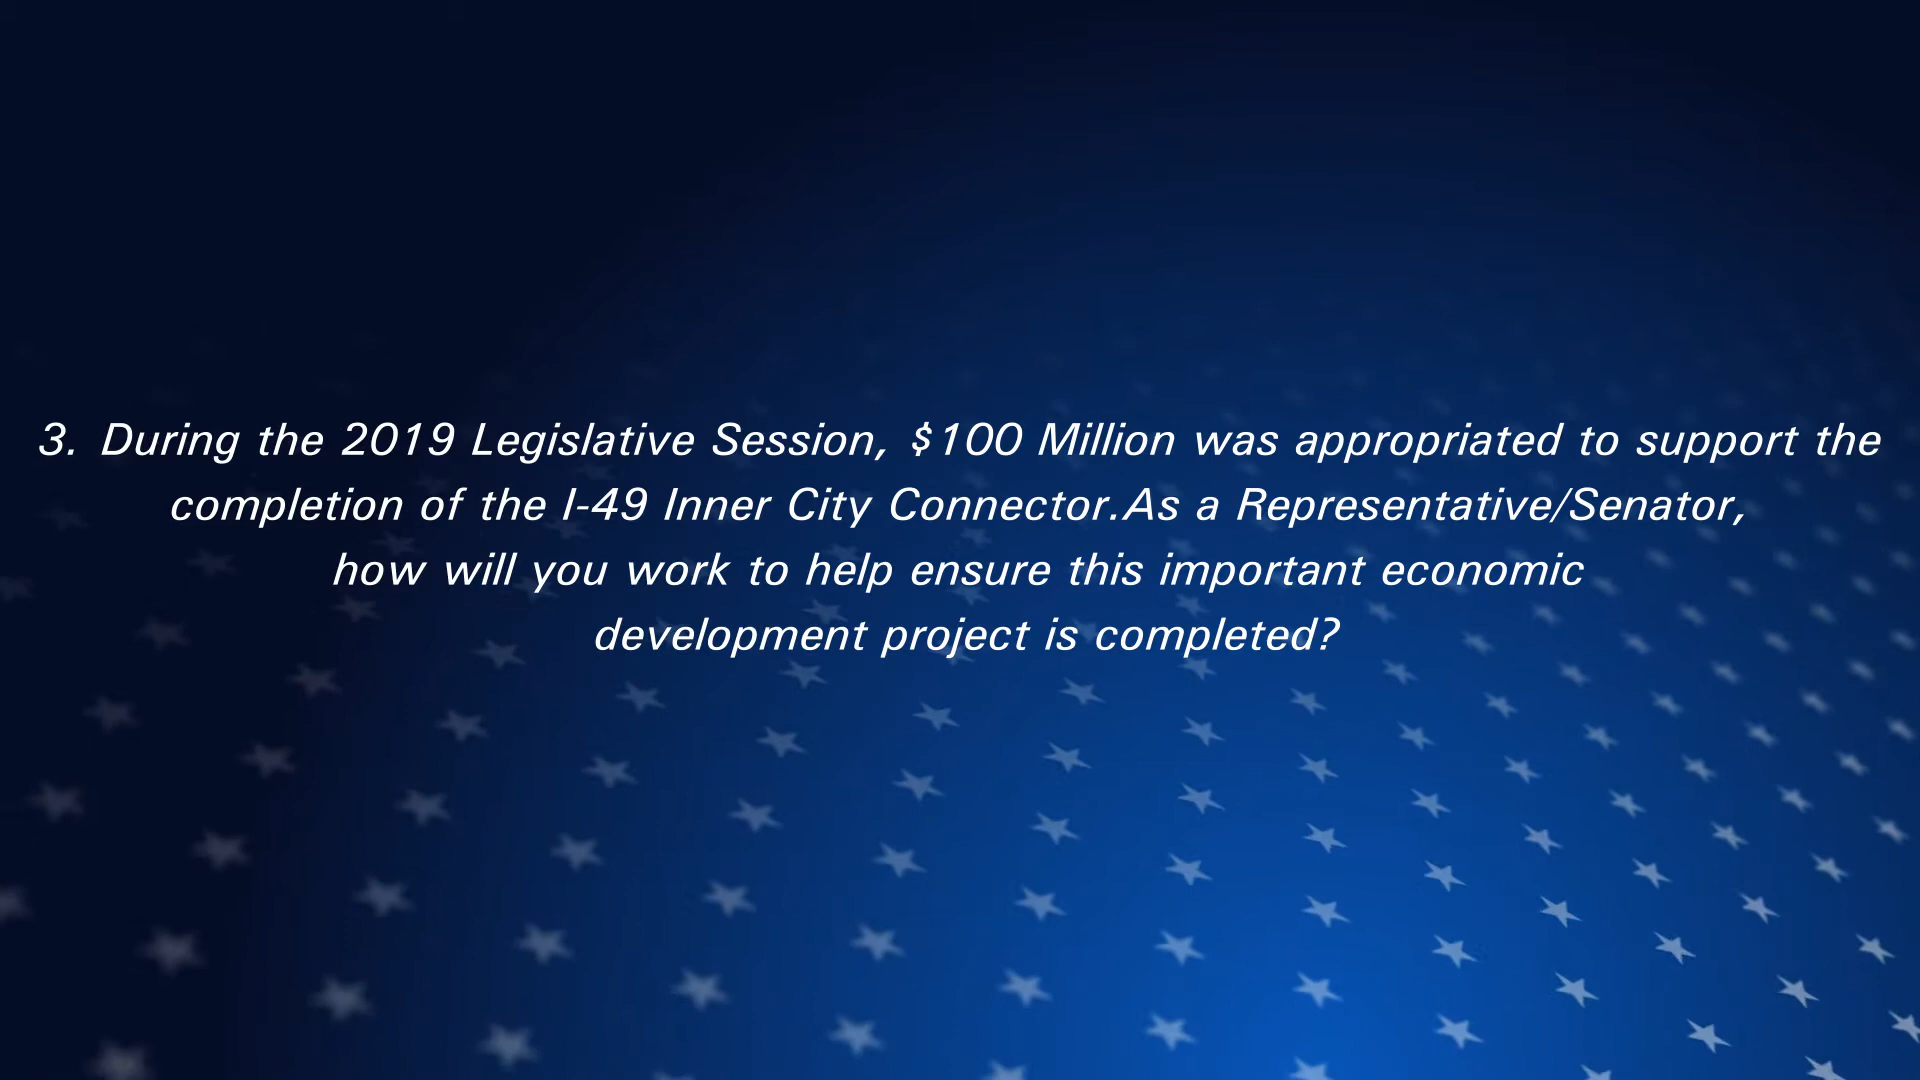 3. During the 2019 Legislative Session, $100 Million was appropriated to support the
completion of the I-49 Inner City Connector.As a Representative/Senator,
how will you work to help ensure this important economic
development project is completed?